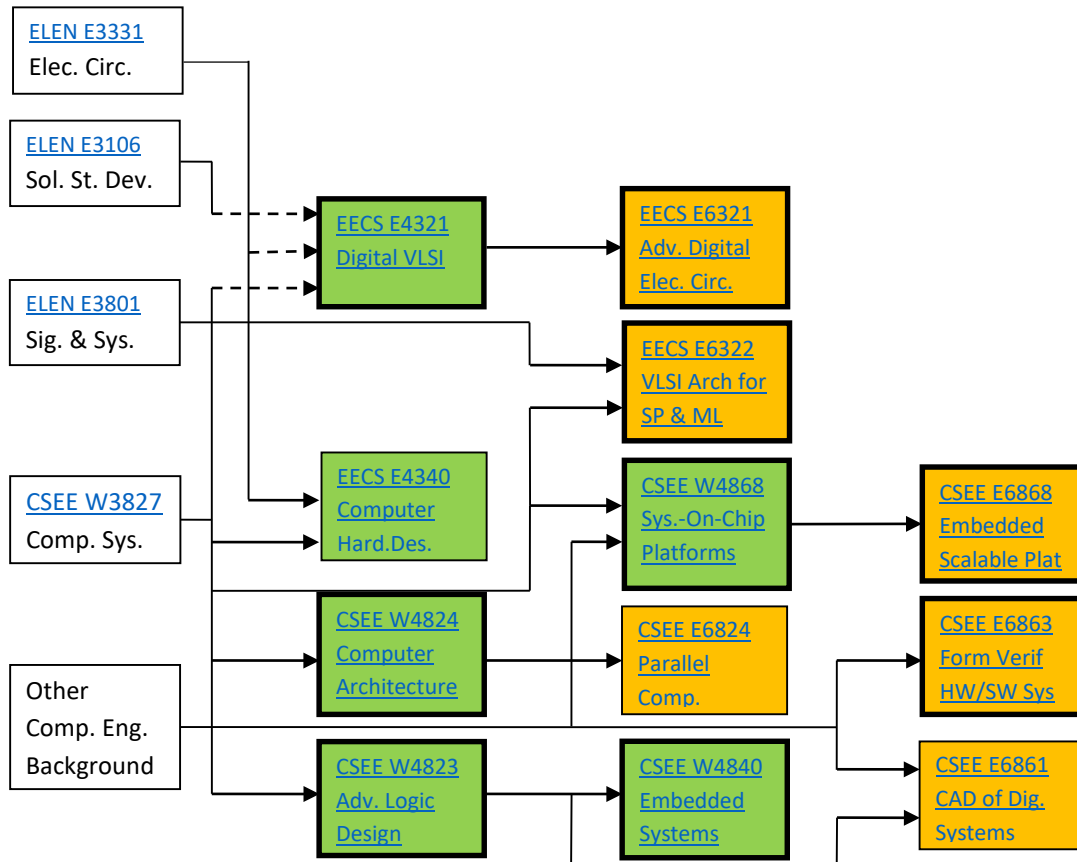 ELEN E3331
Elec. Circ.
ELEN E3106
Sol. St. Dev.
EECS E4321
Digital VLSI
EECS E6321
Adv. Digital
Elec. Circ.
ELEN E3801
Sig. & Sys.
EECS E6322
VLSI Arch for
SP & ML
CSEE W3827
Comp. Sys.
EECS E4340
Computer
Hard.Des.
CSEE W4868
Sys.-On-Chip
Platforms
CSEE E6868
Embedded
Scalable Plat
CSEE W4824
Computer
Architecture
CSEE E6824
Parallel
Comp.
CSEE E6863
Form Verif
HW/SW Sys
Other
Comp. Eng.
Background
CSEE W4823
Adv. Logic
Design
CSEE W4840
Embedded
Systems
CSEE E6861
CAD of Dig.
Systems